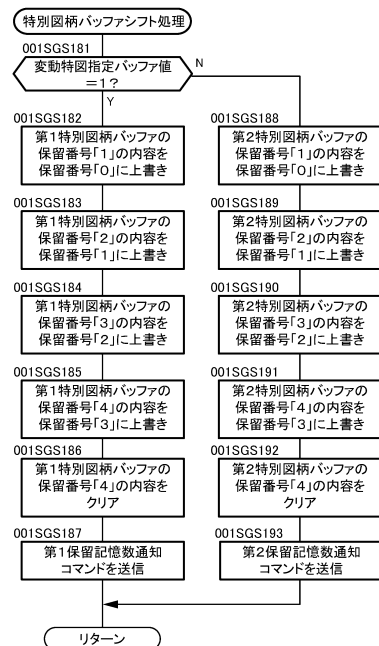 特別図柄バッファシフト処理
001SGS181
変動特図指定バッファ値
＝1？
N
Y
001SGS182
第1特別図柄バッファの
保留番号「1」の内容を
保留番号「0」に上書き
001SGS183
第1特別図柄バッファの
保留番号「2」の内容を
保留番号「1」に上書き
001SGS184
第1特別図柄バッファの
保留番号「3」の内容を
保留番号「2」に上書き
001SGS185
第1特別図柄バッファの
保留番号「4」の内容を
保留番号「3」に上書き
001SGS186
第1特別図柄バッファの
保留番号「4」の内容を
クリア
001SGS187
第1保留記憶数通知
コマンドを送信
001SGS188
第2特別図柄バッファの
保留番号「1」の内容を
保留番号「0」に上書き
001SGS189
第2特別図柄バッファの
保留番号「2」の内容を
保留番号「1」に上書き
001SGS190
第2特別図柄バッファの
保留番号「3」の内容を
保留番号「2」に上書き
001SGS191
第2特別図柄バッファの
保留番号「4」の内容を
保留番号「3」に上書き
001SGS192
第2特別図柄バッファの
保留番号「4」の内容を
クリア
001SGS193
第2保留記憶数通知
コマンドを送信
リターン